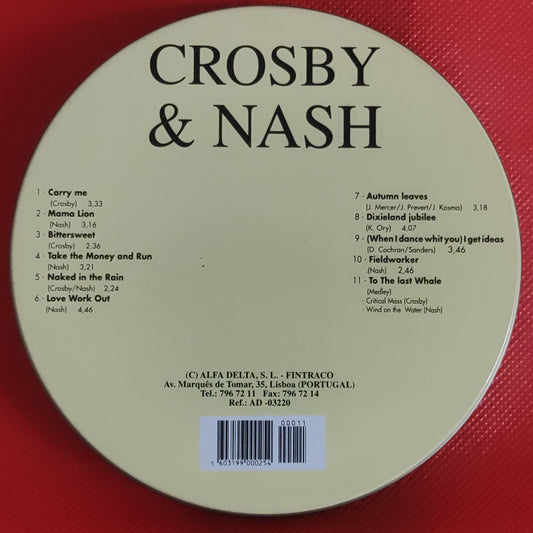 CROSBY
& NASH
1 - Carry me
(Crosby) 3,33
2 - Mama Lion
(Nash) 3,16
3 - Bittersweet
(Crosby) 2,36
4 - Take the Money and Run
(Nash) 3,21
5 - Naked in the Rain
(Crosby/Nash) 2,24
6 - Love Work Out
(Nash) 4,46
7 - Autumn leaves
(J. Mercer/J. Prevert/J. Kosma) 3,18
8 - Dixieland jubilee
(K. Ory) 4,07
9 - (When I dance whit you) I get ideas
(D. Cochran/Sanders) 3,46
10 - Fieldworker
(Nash) 2,46
11 - To The last Whale
(Medley)
- Critical Mass (Crosby)
- Wind on the Water (Nash)
(C) ALFA DELTA, S. L. - FINTRACO
Av. Marquês de Tomar, 35, Lisboa (PORTUGAL)
Tel.: 796 72 11 Fax: 796 72 14
Ref.: AD -03220
00011
1 603199 000254